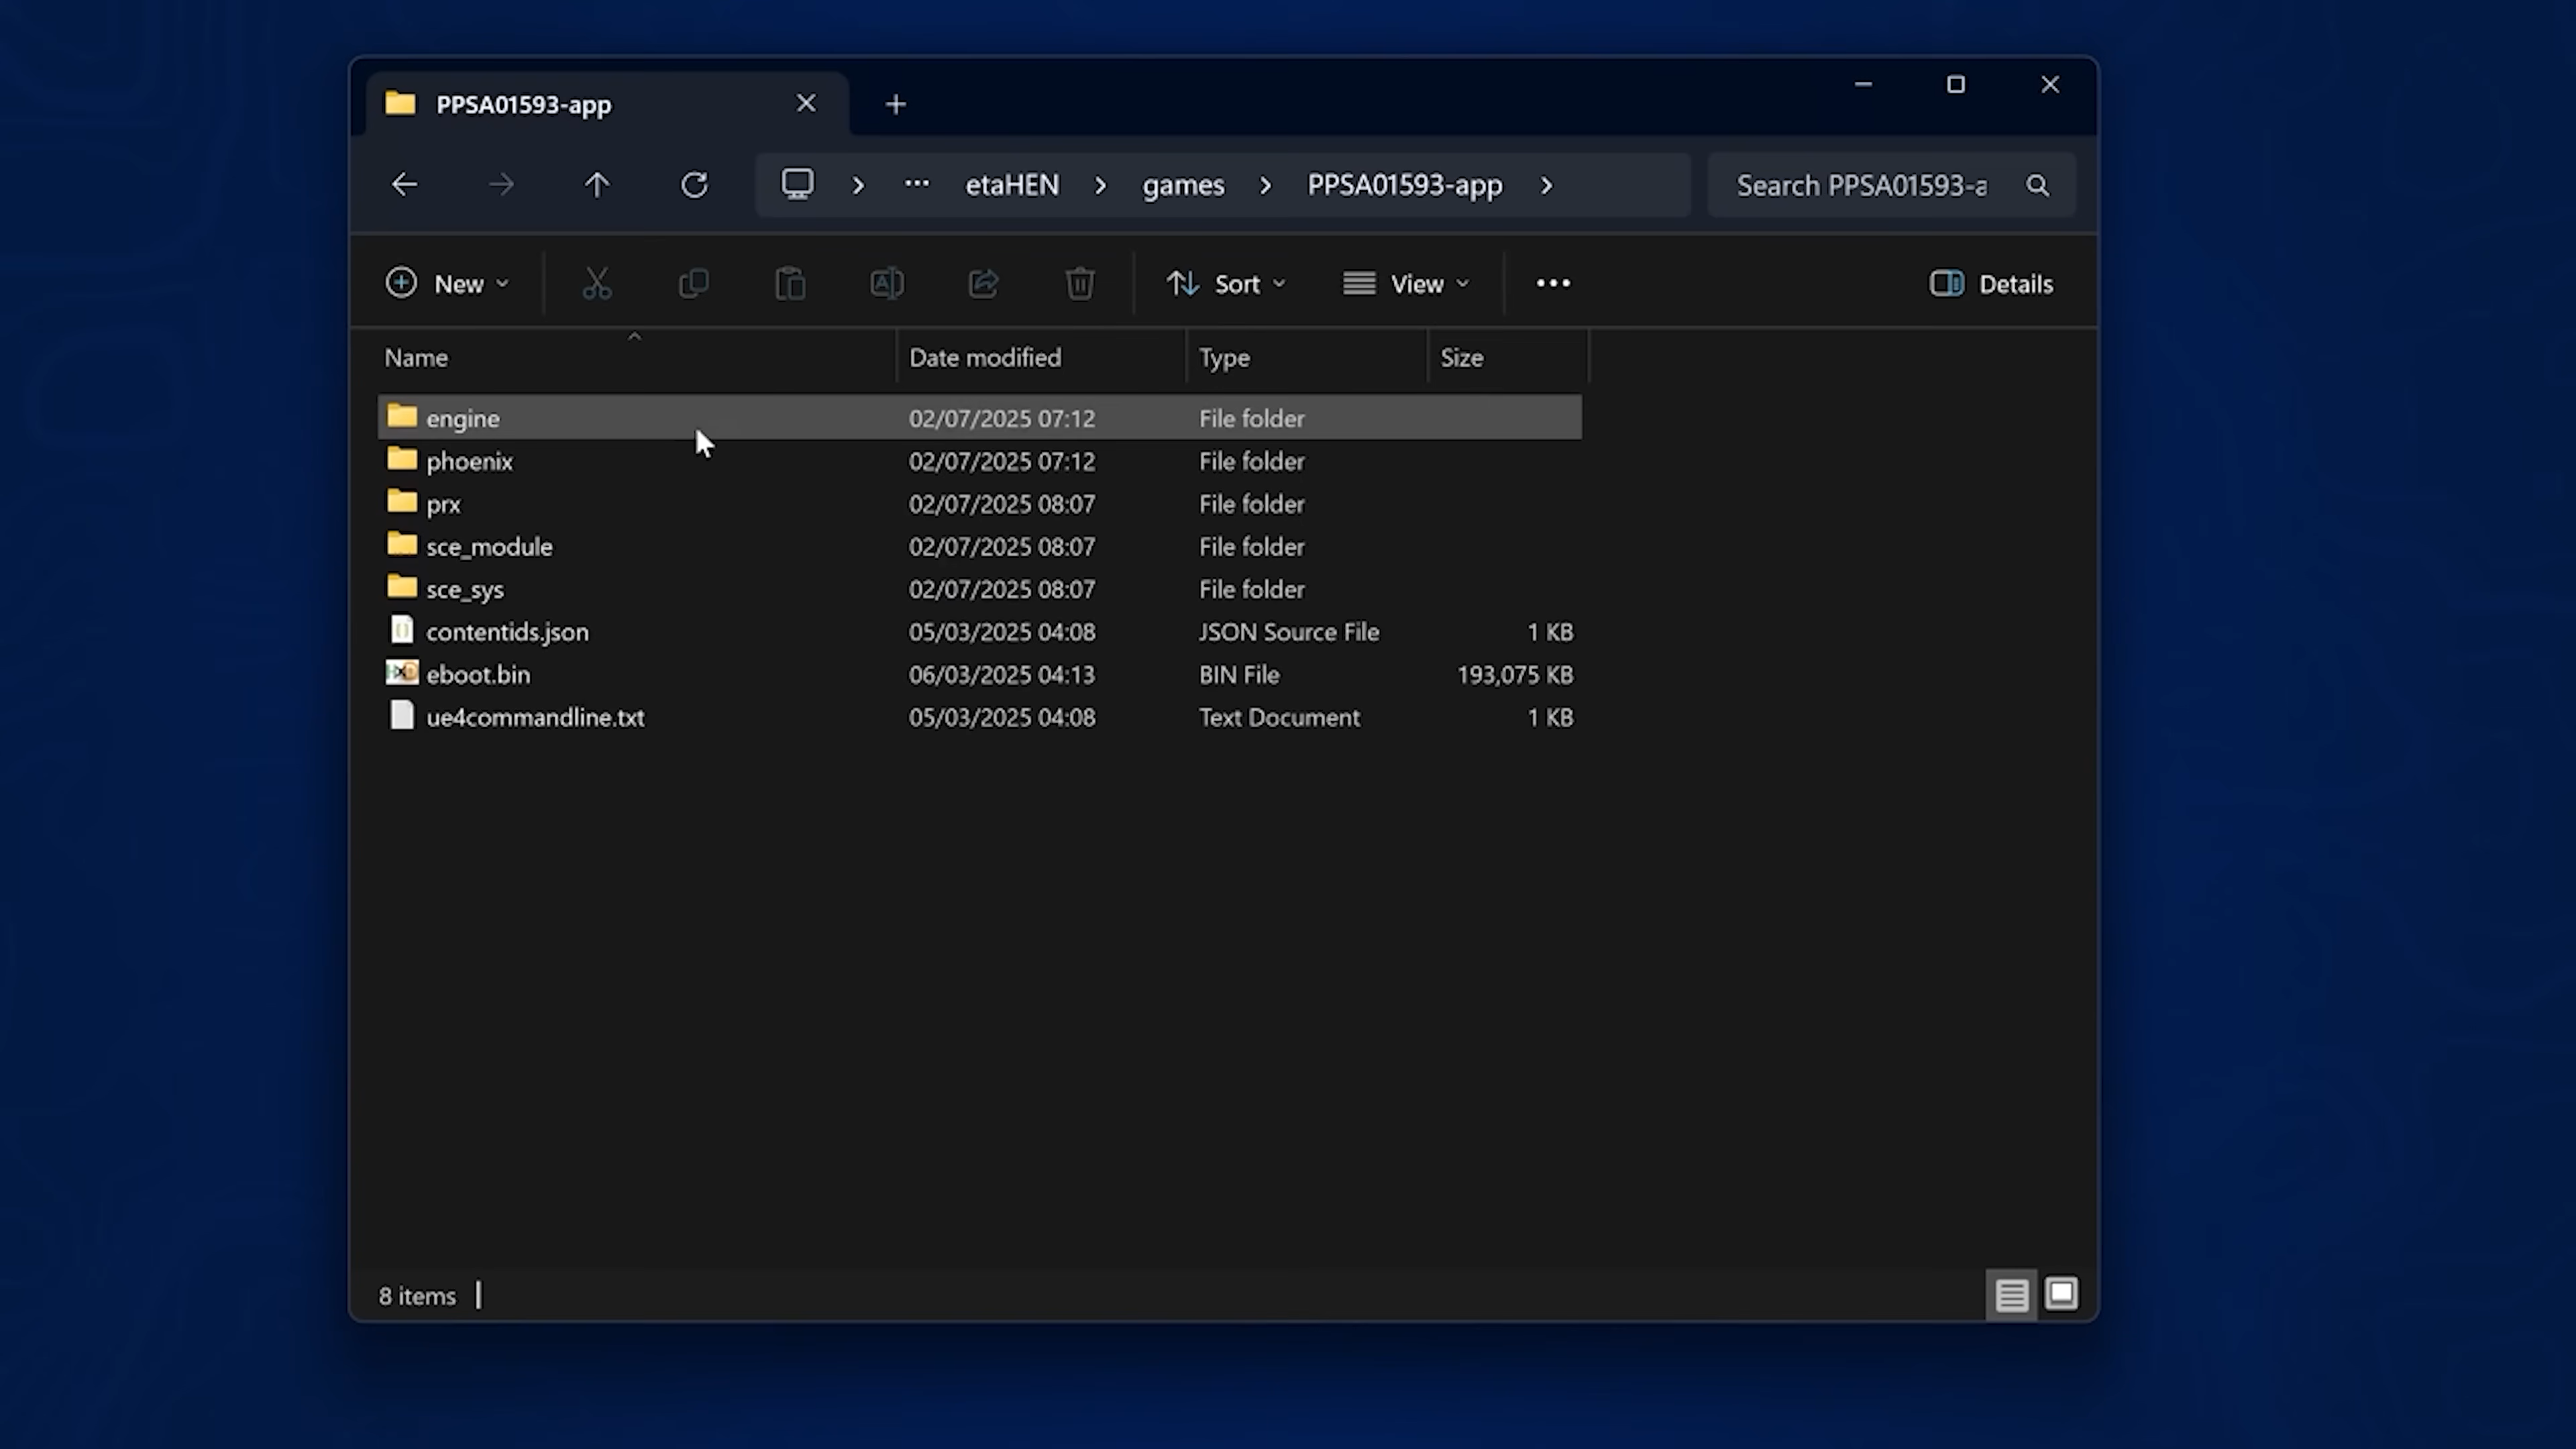 PPSA01593-app
etaHEN games PPSA01593-app Search PPSA01593-a
New Sort View Details
Name Date modified Type Size
engine 02/07/2025 07:12 File folder
phoenix 02/07/2025 07:12 File folder
prx 02/07/2025 08:07 File folder
sce_module 02/07/2025 08:07 File folder
sce_sys 02/07/2025 08:07 File folder
contentids.json 05/03/2025 04:08 JSON Source File 1 KB
eboot.bin 06/03/2025 04:13 BIN File 193,075 KB
ue4commandline.txt 05/03/2025 04:08 Text Document 1 KB
8 items